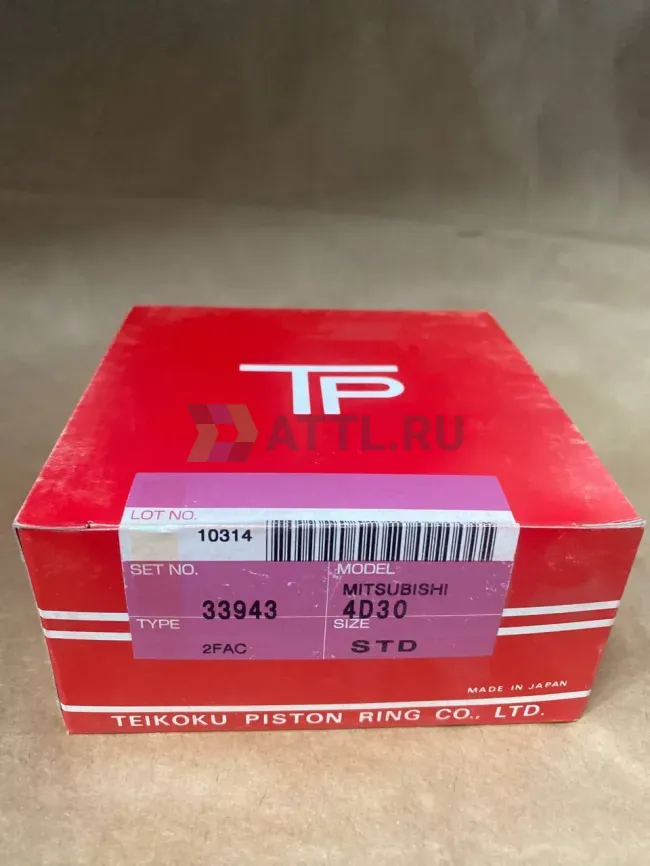 TP
ATTL.RU
LOT NO.
10314
SET NO.
33943
MODEL
MITSUBISHI
4D30
TYPE
2FAC
SIZE
STD
MADE IN JAPAN
TEIKOKU PISTON RING CO., LTD.